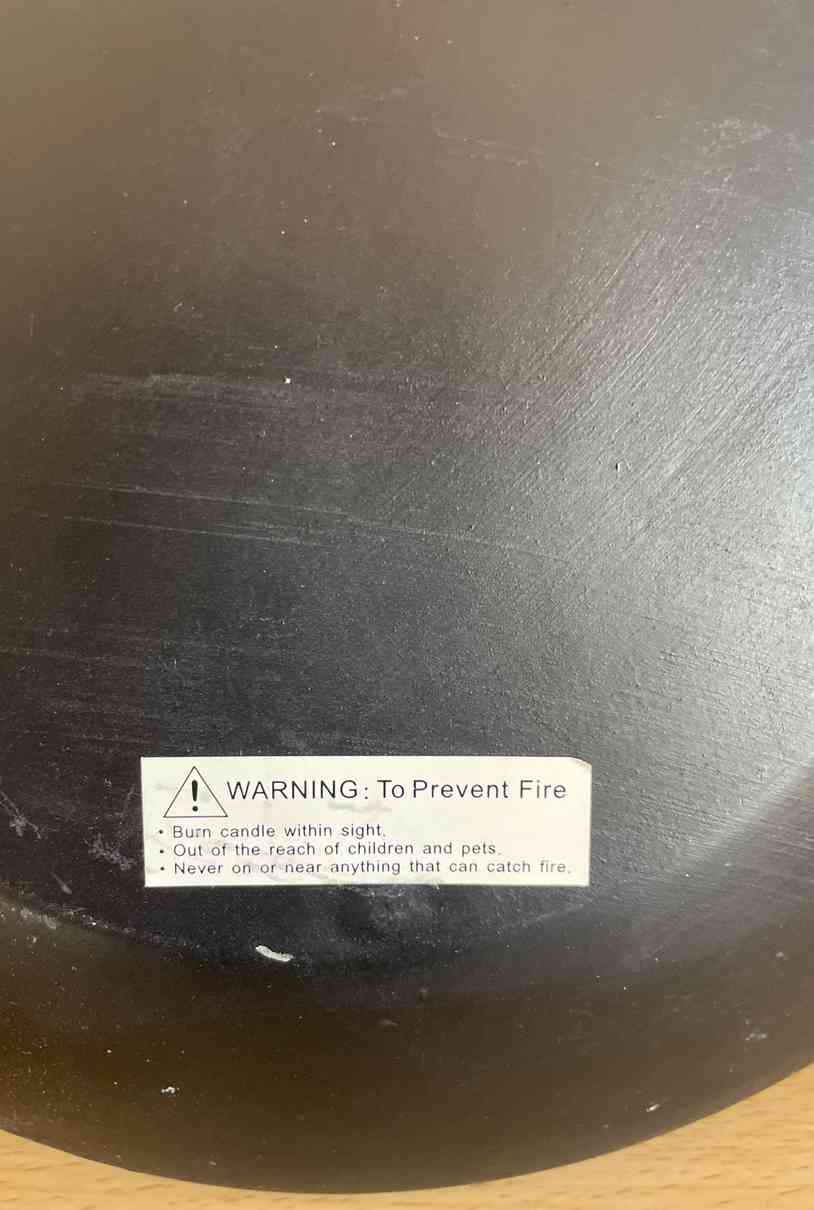 WARNING: To Prevent Fire
• Burn candle within sight.
• Out of the reach of children and pets.
• Never on or near anything that can catch fire.